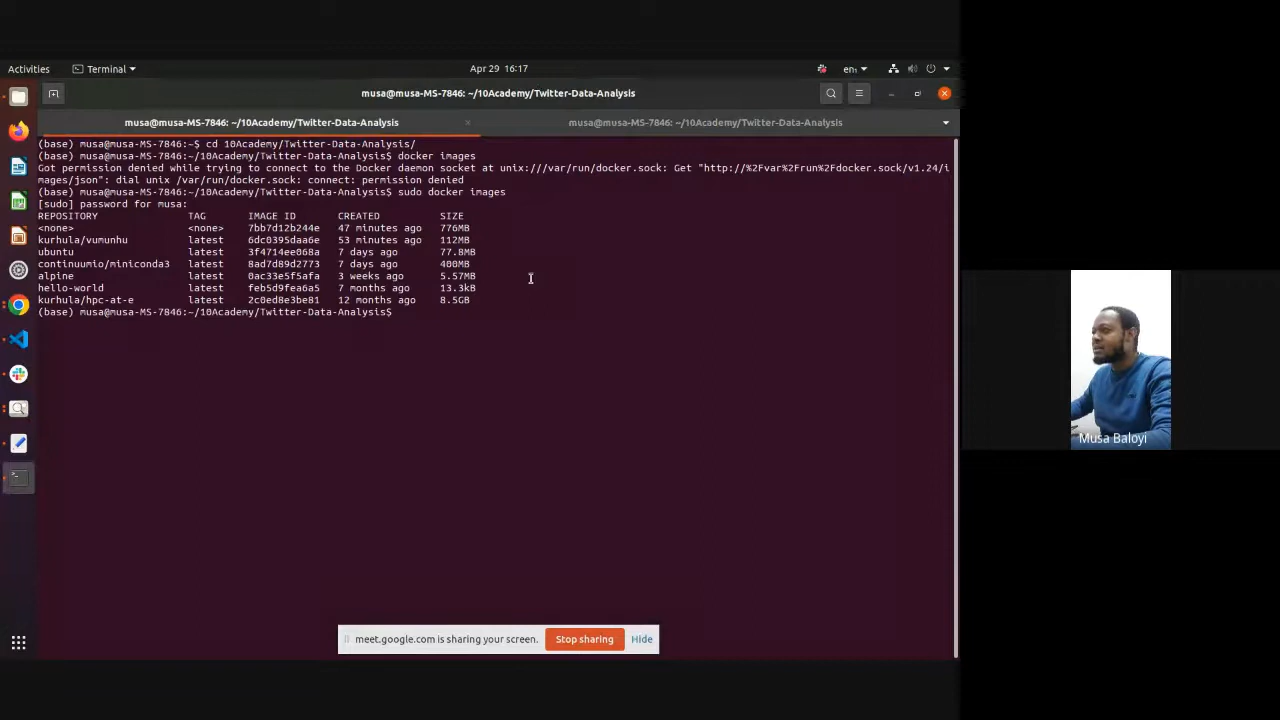 Activities
Terminal
Apr 29 16:17
en₁
musa@musa-MS-7846: ~/10Academy/Twitter-Data-Analysis
musa@musa-MS-7846: ~/10Academy/Twitter-Data-Analysis
musa@musa-MS-7846: ~/10Academy/Twitter-Data-Analysis
(base) musa@musa-MS-7846:~$ cd 10Academy/Twitter-Data-Analysis/
(base) musa@musa-MS-7846:~/10Academy/Twitter-Data-Analysis$ docker images
Got permission denied while trying to connect to the Docker daemon socket at unix:///var/run/docker.sock: Get "http://%2Fvar%2Frun%2Fdocker.sock/v1.24/i
mages/json": dial unix /var/run/docker.sock: connect: permission denied
(base) musa@musa-MS-7846:~/10Academy/Twitter-Data-Analysis$ sudo docker images
[sudo] password for musa:
REPOSITORY TAG IMAGE ID CREATED SIZE
<none> <none> 7bb7d12b244e 47 minutes ago 776MB
kurhula/vumunhu latest 6dc0395daa6e 53 minutes ago 112MB
ubuntu latest 3f4714ee068a 7 days ago 77.8MB
continuumio/miniconda3 latest 8ad7d89d2773 7 days ago 400MB
alpine latest 0ac33e5f5afa 3 weeks ago 5.57MB
hello-world latest feb5d9fea6a5 7 months ago 13.3kB
kurhula/hpc-at-e latest 2c0ed8e3be81 12 months ago 8.5GB
(base) musa@musa-MS-7846:~/10Academy/Twitter-Data-Analysis$
Musa Baloyi
meet.google.com is sharing your screen.
Stop sharing
Hide